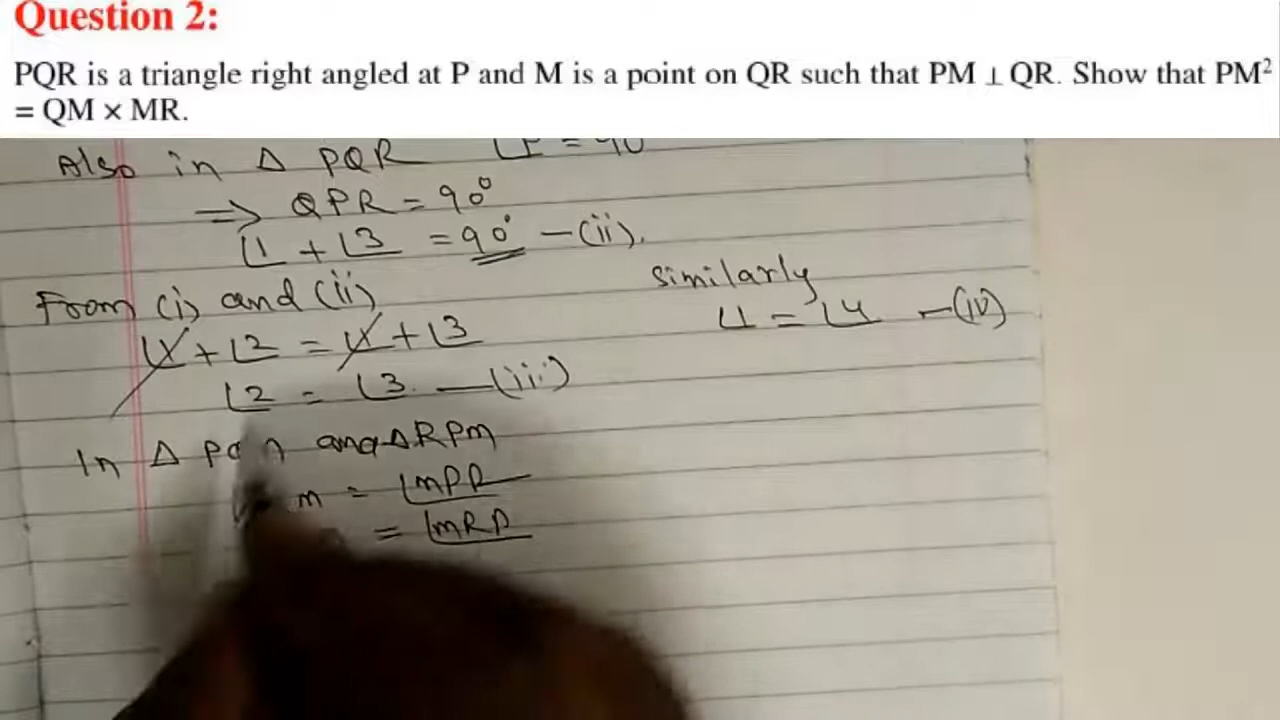 Question 2:
PQR is a triangle right angled at P and M is a point on QR such that PM ⊥ QR. Show that PM²
= QM × MR.
Also in Δ PQR ∠P = 90
⇒ QPR = 90°
∠1 + ∠3 = 90° —(ii).
From (i) and (ii)
∠1 + ∠2 = ∠1 + ∠3
∠2 = ∠3 —(iii)
Similarly
∠1 = ∠4 —(iv)
In Δ and Δ RPM
m = ∠MPR
= ∠MRP